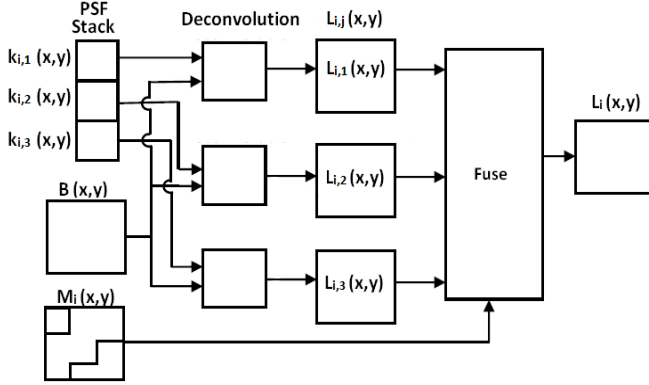 PSF
Stack
Deconvolution
Li,j (x,y)
ki,1 (x,y)
ki,2 (x,y)
ki,3 (x,y)
Li,1 (x,y)
Li,2 (x,y)
Li,3 (x,y)
B (x,y)
Mi (x,y)
Fuse
Li (x,y)